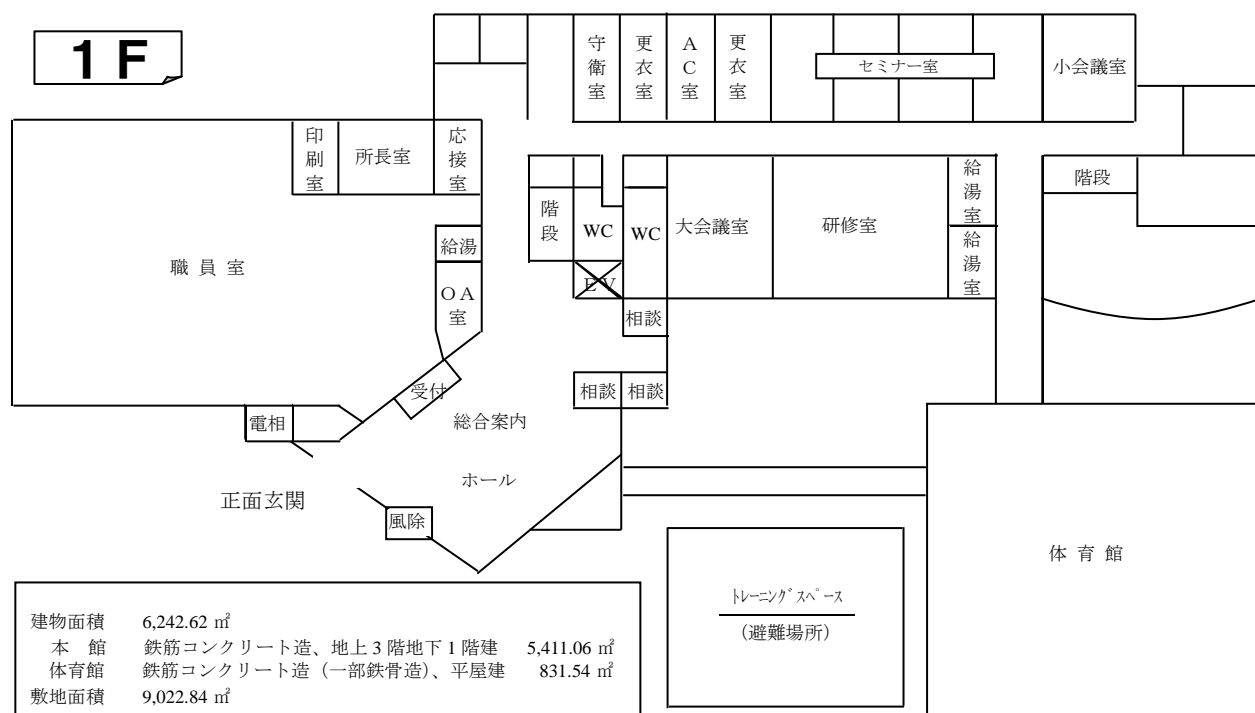 1F
守衛室
更衣室
AC室
更衣室
セミナー室
小会議室
印刷室
所長室
応接室
階段
WC
WC
大会議室
研修室
給湯室
給湯室
階段
給湯
職員室
OA室
EV
相談
受付
相談
相談
電相
総合案内
ホール
正面玄関
風除
体育館
トレーニングスペース
(避難場所)
建物面積 6,242.62 ㎡
本 館 鉄筋コンクリート造、地上3階地下1階建 5,411.06 ㎡
体育館 鉄筋コンクリート造（一部鉄骨造）、平屋建 831.54 ㎡
敷地面積 9,022.84 ㎡